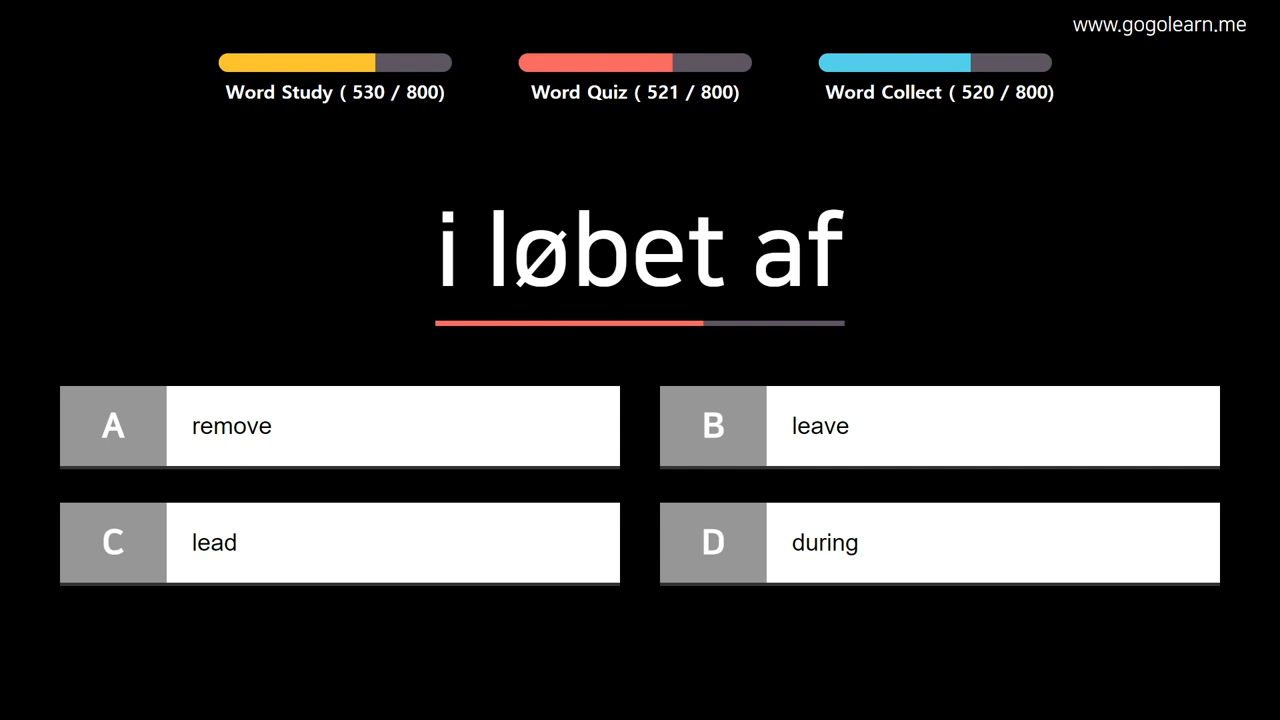 www.gogolearn.me
Word Study ( 530 / 800)
Word Quiz ( 521 / 800)
Word Collect ( 520 / 800)
i løbet af
A remove
B leave
C lead
D during